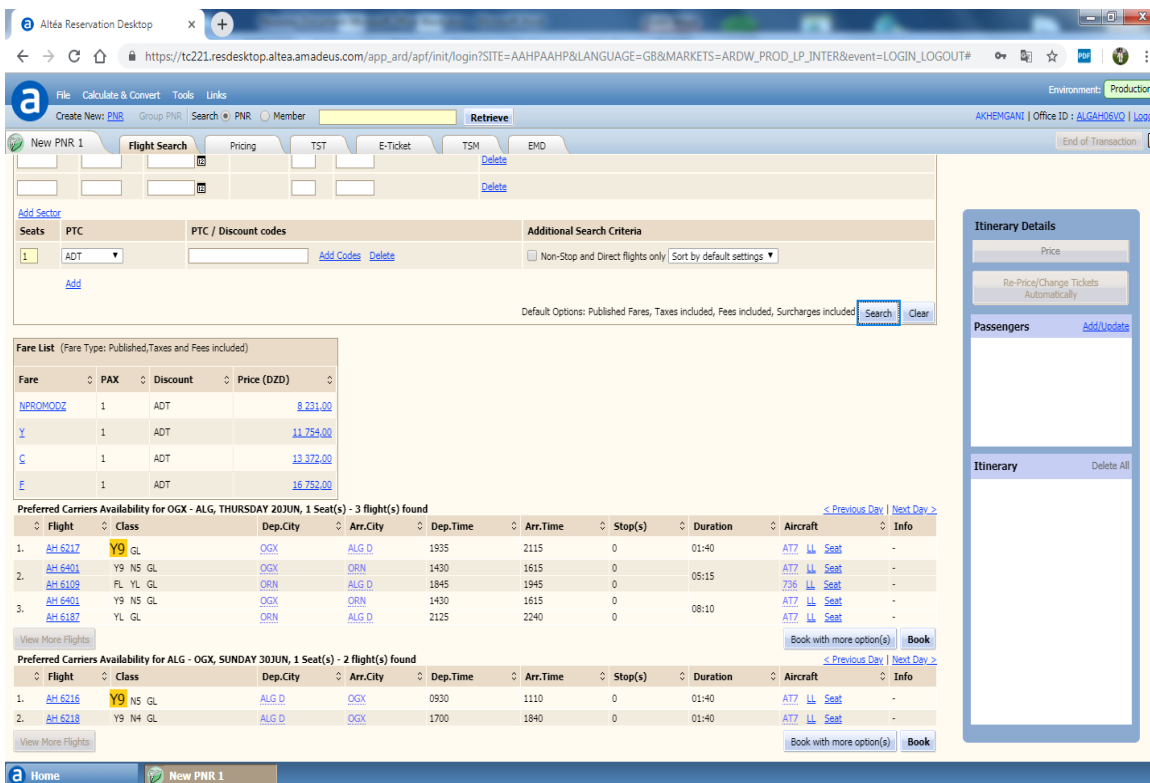 Altéa Reservation Desktop
https://tc221.resdesktop.altea.amadeus.com/app_ard/apf/init/login?SITE=AAHPAAHP&LANGUAGE=GB&MARKETS=ARDW_PROD_LP_INTER&event=LOGIN_LOGOUT#
PDF
File Calculate & Convert Tools Links
Environment: Production
Create New: PNR Group PNR Search PNR Member Retrieve
AKHEMGANI | Office ID : ALGAH06VO |
New PNR 1 Flight Search Pricing TST E-Ticket TSM EMD End of Transaction
Delete
Delete
Add Sector
Seats PTC PTC / Discount codes Additional Search Criteria
1 ADT Add Codes Delete Non-Stop and Direct flights only Sort by default settings
Add
Default Options: Published Fares, Taxes included, Fees included, Surcharges included Search Clear
Itinerary Details
Price
Re-Price/Change Tickets
Automatically
Passengers Add/Update
Itinerary Delete All
Fare List (Fare Type: Published,Taxes and Fees included)
Fare PAX Discount Price (DZD)
NPROMODZ 1 ADT 8 231,00
Y 1 ADT 11 754,00
C 1 ADT 13 372,00
F 1 ADT 16 752,00
Preferred Carriers Availability for OGX - ALG, THURSDAY 20JUN, 1 Seat(s) - 3 flight(s) found < Previous Day | Next Day >
Flight Class Dep.City Arr.City Dep.Time Arr.Time Stop(s) Duration Aircraft Info
1. AH 6217 Y9 GL OGX ALG D 1935 2115 0 01:40 AT7 LL Seat -
2. AH 6401 Y9 N5 GL OGX ORN 1430 1615 0 05:15 AT7 LL Seat -
AH 6109 FL YL GL ORN ALG D 1845 1945 0 736 LL Seat -
3. AH 6401 Y9 N5 GL OGX ORN 1430 1615 0 08:10 AT7 LL Seat -
AH 6187 YL GL ORN ALG D 2125 2240 0 AT7 LL Seat -
View More Flights Book with more option(s) Book
Preferred Carriers Availability for ALG - OGX, SUNDAY 30JUN, 1 Seat(s) - 2 flight(s) found < Previous Day | Next Day >
Flight Class Dep.City Arr.City Dep.Time Arr.Time Stop(s) Duration Aircraft Info
1. AH 6216 Y9 N5 GL ALG D OGX 0930 1110 0 01:40 AT7 LL Seat -
2. AH 6218 Y9 N4 GL ALG D OGX 1700 1840 0 01:40 AT7 LL Seat -
View More Flights Book with more option(s) Book
Home New PNR 1